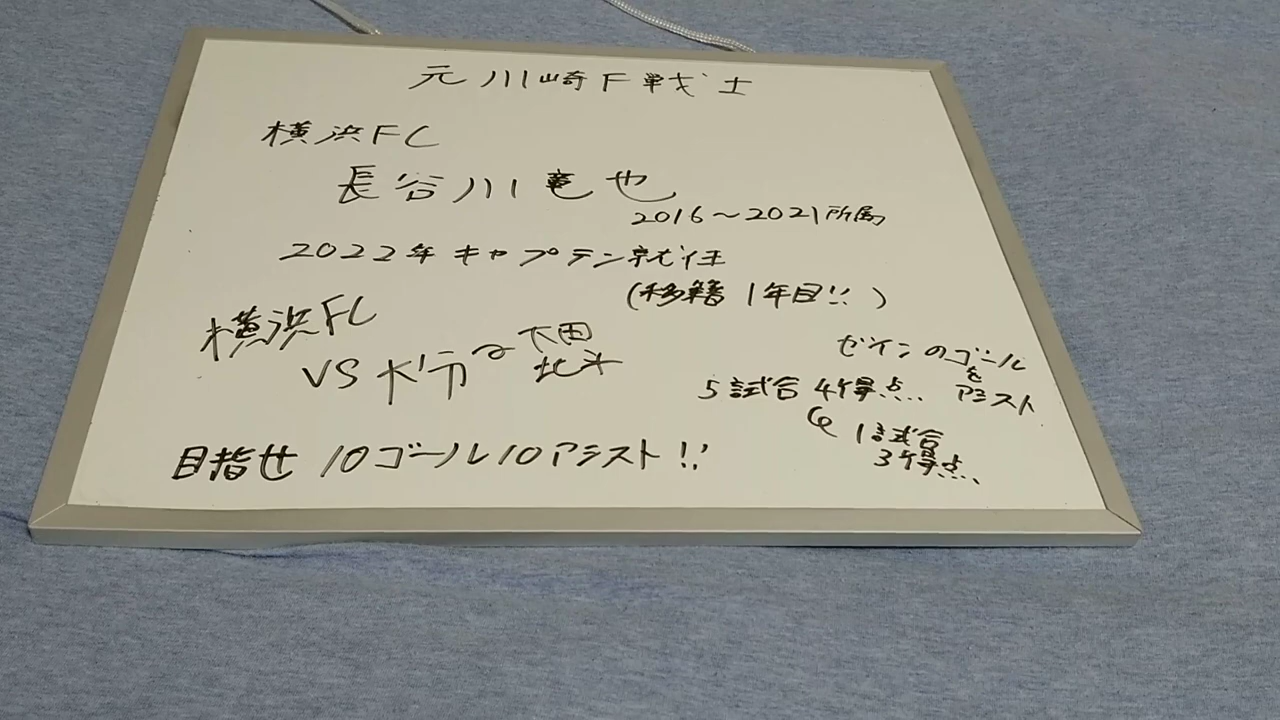 元川崎F戦士
横浜FC
長谷川竜也
2016～2021所属
2022年キャプテン就任
(移籍1年目!!)
横浜FC
VS
大田
北斗
ゼインのゴール
を
5試合4得点... アシスト
1試合
3得点、
目指せ10ゴール10アシスト!!